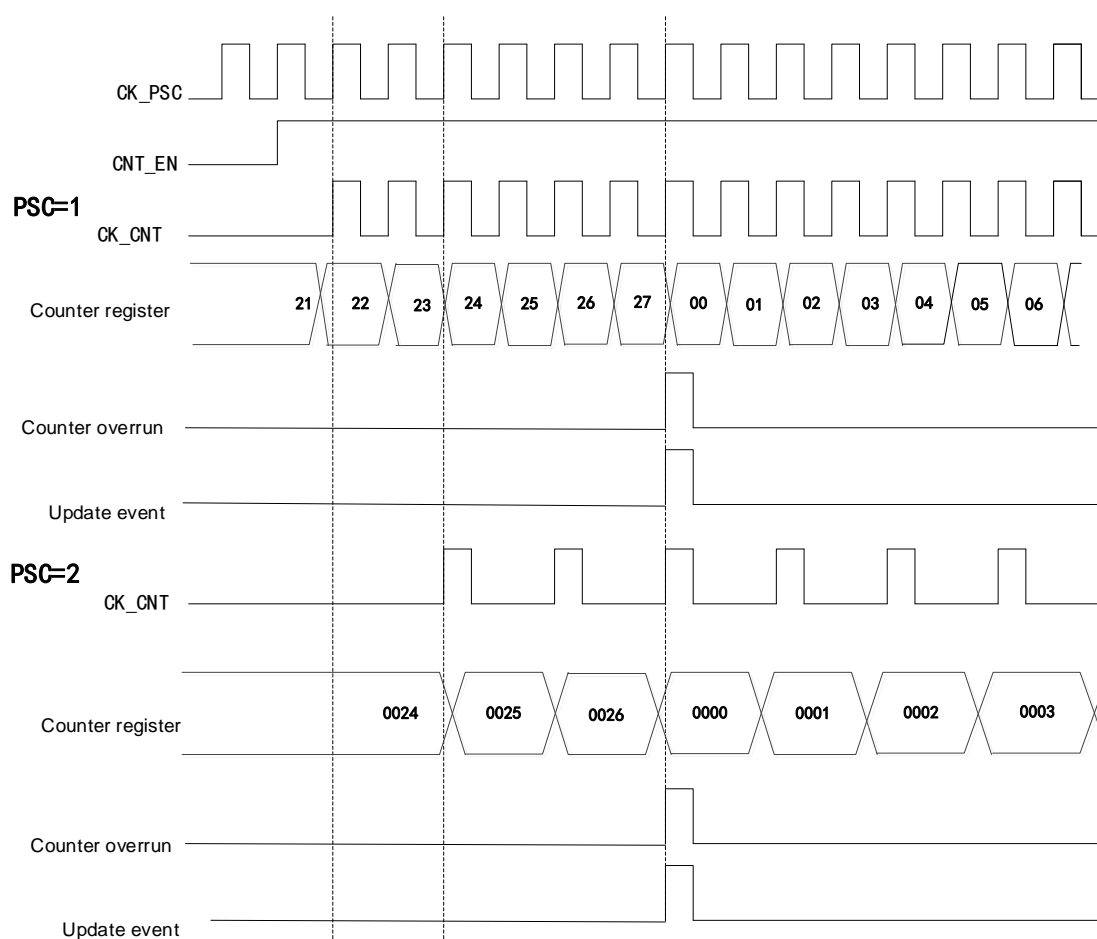 CK_PSC
CNT_EN
PSC=1
CK_CNT
Counter register 21 22 23 24 25 26 27 00 01 02 03 04 05 06
Counter overrun
Update event
PSC=2
CK_CNT
Counter register 0024 0025 0026 0000 0001 0002 0003
Counter overrun
Update event